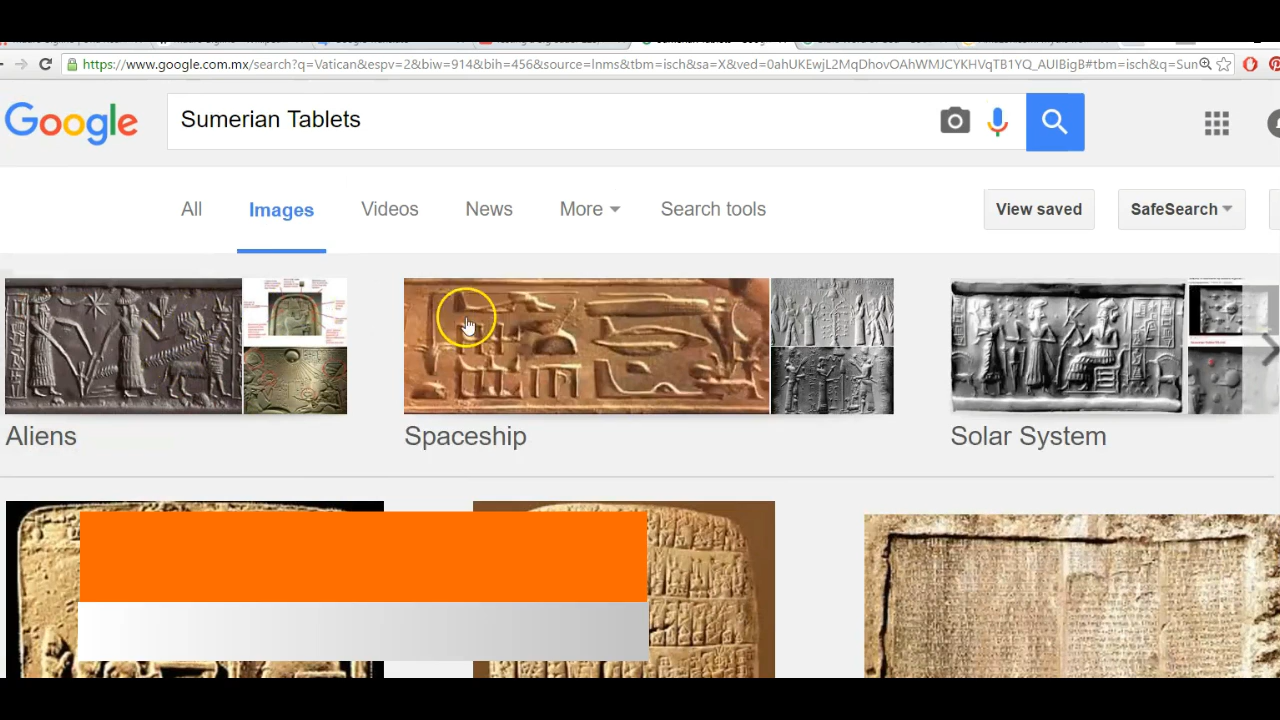 https://www.google.com.mx/search?q=Vatican&espv=2&biw=914&bih=456&source=lnms&tbm=isch&sa=X&ved=0ahUKEwjL2MqDhovOAhWMJCYKHVqTB1YQ_AUIBigB#tbm=isch&q=Sun
Google
Sumerian Tablets
All Images Videos News More Search tools View saved SafeSearch
Aliens Spaceship Solar System